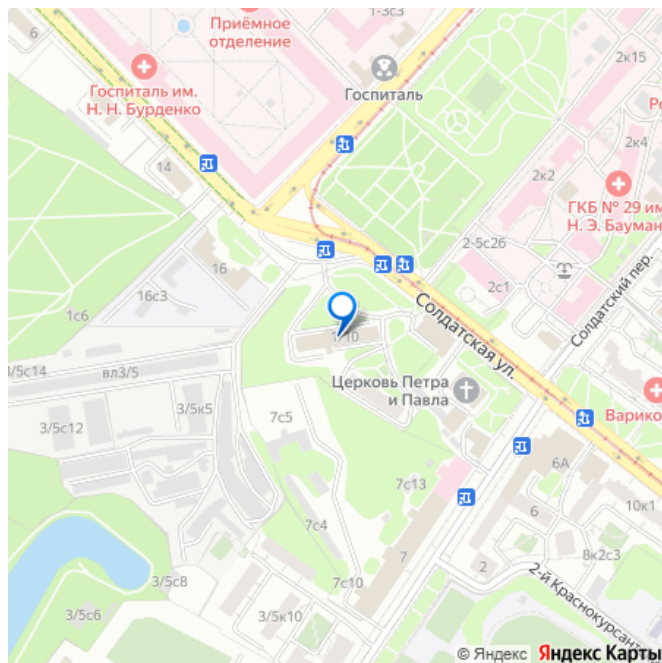 6
Приёмное
отделение
1-3с3
Госпиталь им.
Н. Н. Бурденко
Госпиталь
2к15
2к4
14
2к2
ГКБ № 29 им
Н. Э. Бауман
16
2-5с2б
2с1
16с3
1с6
Солдатский пер.
Солдатская ул.
1/10
3/5с14
вл3/5
Церковь Петра
и Павла
Варико
3/5к5
7с5
3/5с12
6А
7с13
10к1
6
7с4
7
8к2с3
2
3/5с8
7с10
2-й Краснокурсант
3/5с6
3/5к10
© Яндекс Яндекс Карты